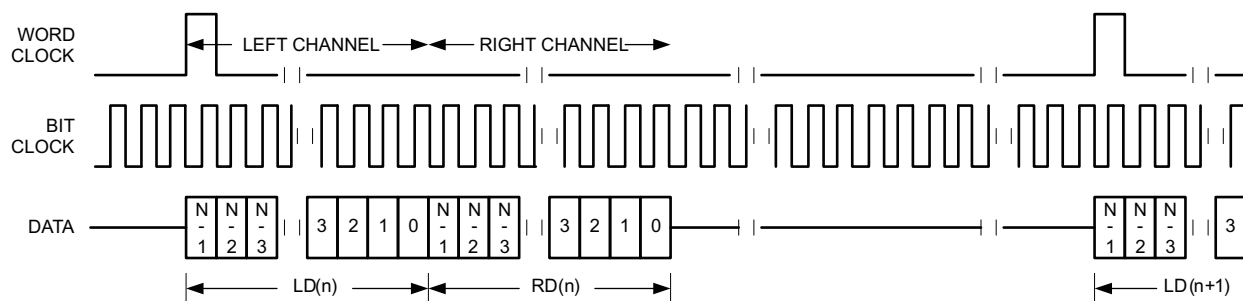 WORD
CLOCK
LEFT CHANNEL
RIGHT CHANNEL
BIT
CLOCK
DATA
N
-
1
N
-
2
N
-
3
3
2
1
0
N
-
1
N
-
2
N
-
3
3
2
1
0
N
-
1
N
-
2
N
-
3
3
LD(n)
RD(n)
LD(n+1)